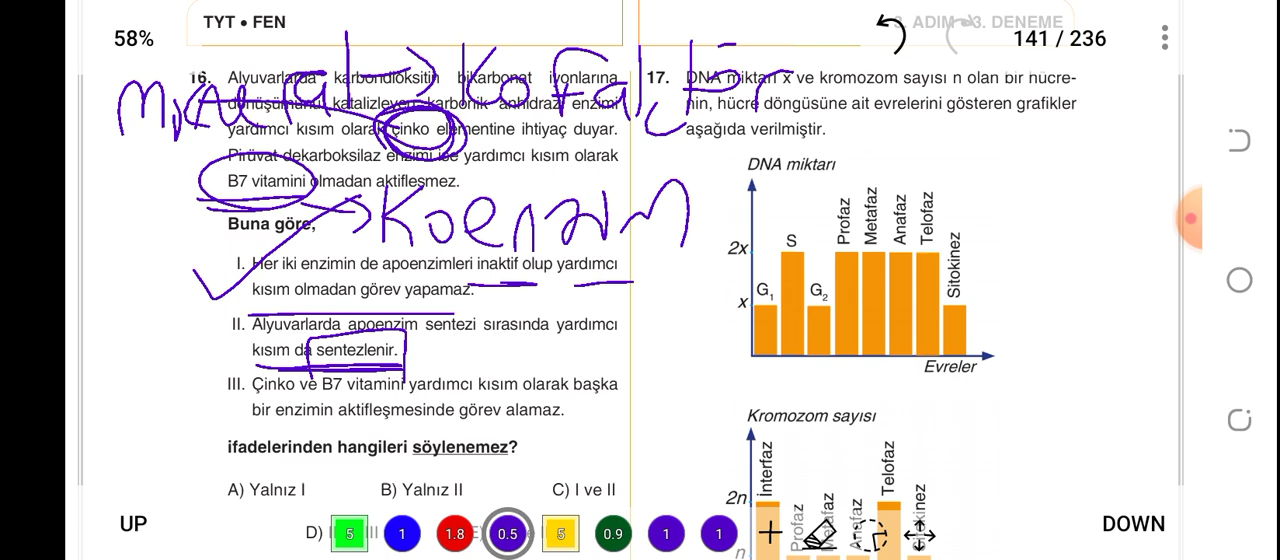 TYT • FEN
3. ADIM • 3. DENEME
58%
141 / 236
Mineral → Kofaktör
16. Alyuvarlarda karbondioksitin bikarbonat iyonlarına
dönüşümünü katalizleyen karbonik anhidraz enzimi
yardımcı kısım olarak çinko elementine ihtiyaç duyar.
Pirüvat dekarboksilaz enzimi ise yardımcı kısım olarak
B7 vitamini olmadan aktifleşmez.
Koenzim
Buna göre,
I. Her iki enzimin de apoenzimleri inaktif olup yardımcı
kısım olmadan görev yapamaz.
II. Alyuvarlarda apoenzim sentezi sırasında yardımcı
kısım da sentezlenir.
III. Çinko ve B7 vitamini yardımcı kısım olarak başka
bir enzimin aktifleşmesinde görev alamaz.
ifadelerinden hangileri söylenemez?
A) Yalnız I B) Yalnız II C) I ve II
D)
17. DNA miktarı x ve kromozom sayısı n olan bir hücre-
nin, hücre döngüsüne ait evrelerini gösteren grafikler
aşağıda verilmiştir.
DNA miktarı
2x
x
G1
S
G2
Profaz
Metafaz
Anafaz
Telofaz
Sitokinez
Evreler
Kromozom sayısı
2n
n
İnterfaz
Profaz
Metafaz
Anafaz
Telofaz
Sitokinez
UP
5 1 1.8 0.5 5 0.9 1 1
DOWN